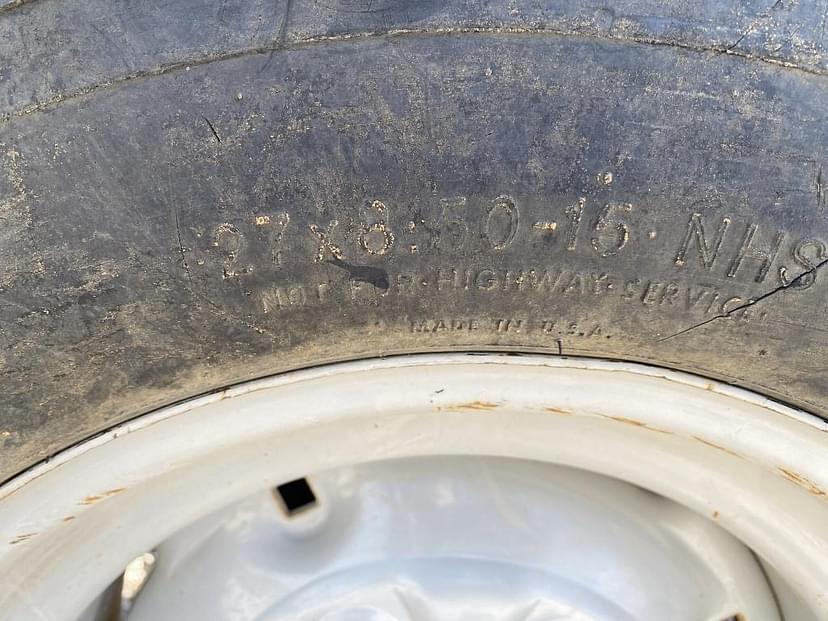 27x8.50-15 NHS
NOT FOR HIGHWAY SERVICE
MADE IN U.S.A.